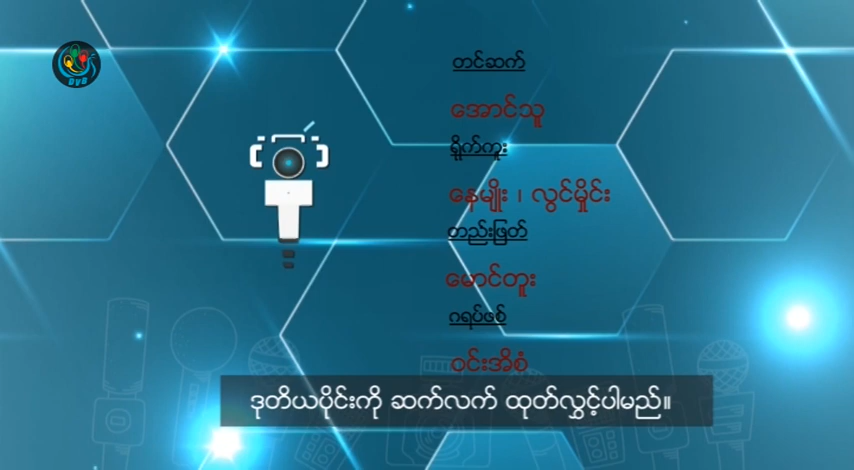 DVB
တင်ဆက်
အောင်သူ
ရိုက်ကူး
နေမျိုး ၊ လွင်မှိုင်း
တည်းဖြတ်
မောင်တူး
ဂရပ်ဖစ်
ဝင်းအိစံ
ဒုတိယပိုင်းကို ဆက်လက် ထုတ်လွှင့်ပါမည်။